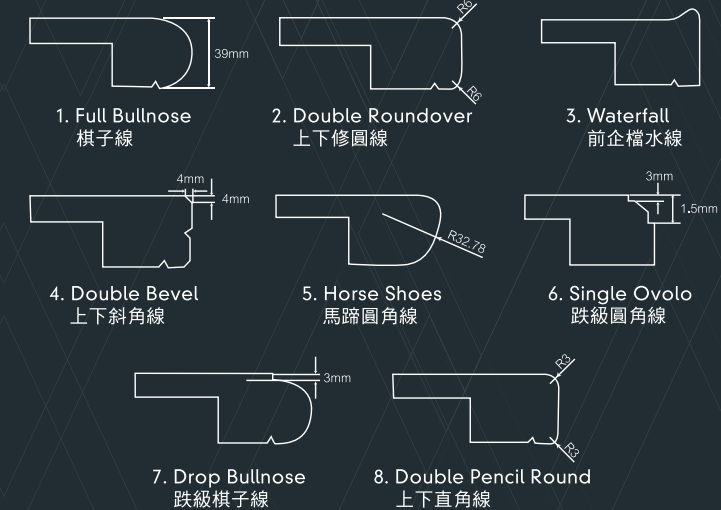 39mm
1. Full Bullnose
棋子線
R6
R6
2. Double Roundover
上下修圓線
3. Waterfall
前企檔水線
4mm
4mm
4. Double Bevel
上下斜角線
R32.78
5. Horse Shoes
馬蹄圓角線
3mm
1.5mm
6. Single Ovolo
跌級圓角線
3mm
7. Drop Bullnose
跌級棋子線
R3
R3
8. Double Pencil Round
上下直角線